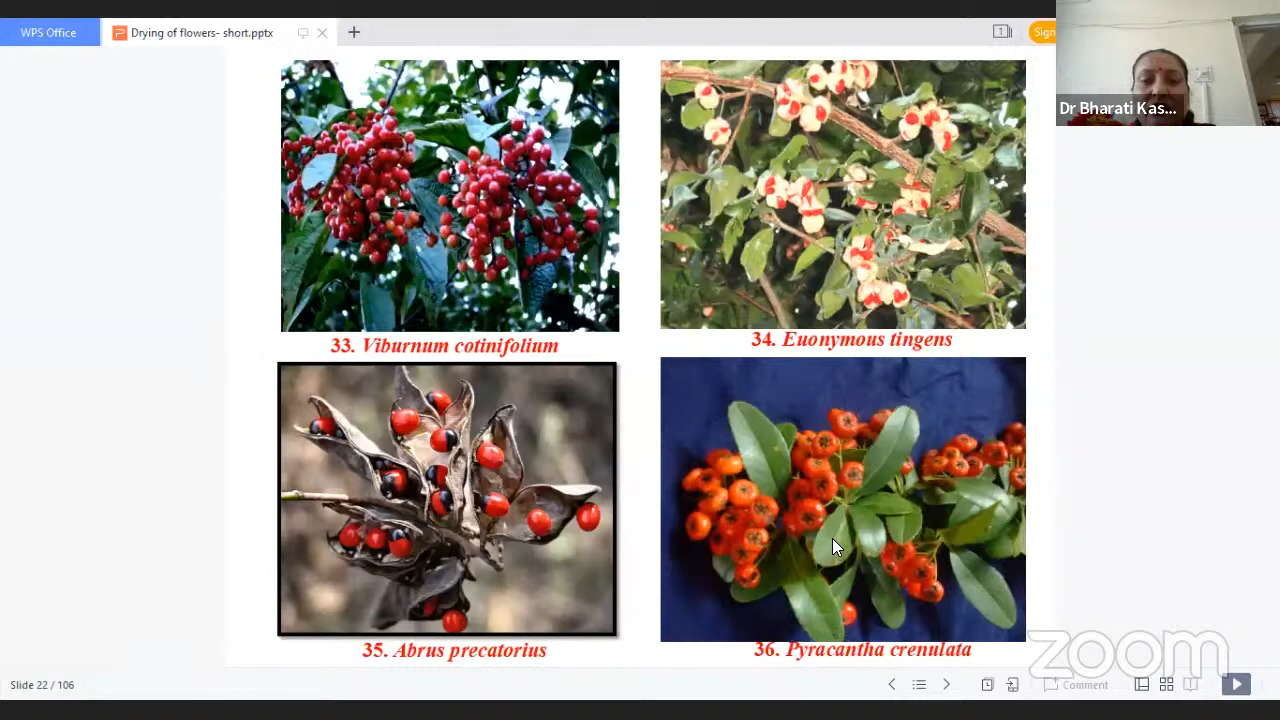 WPS Office
Drying of flowers- short.pptx
1
Sign
Dr Bharati Kas...
33. Viburnum cotinifolium
34. Euonymous tingens
35. Abrus precatorius
36. Pyracantha crenulata
zoom
Slide 22 / 106
Comment